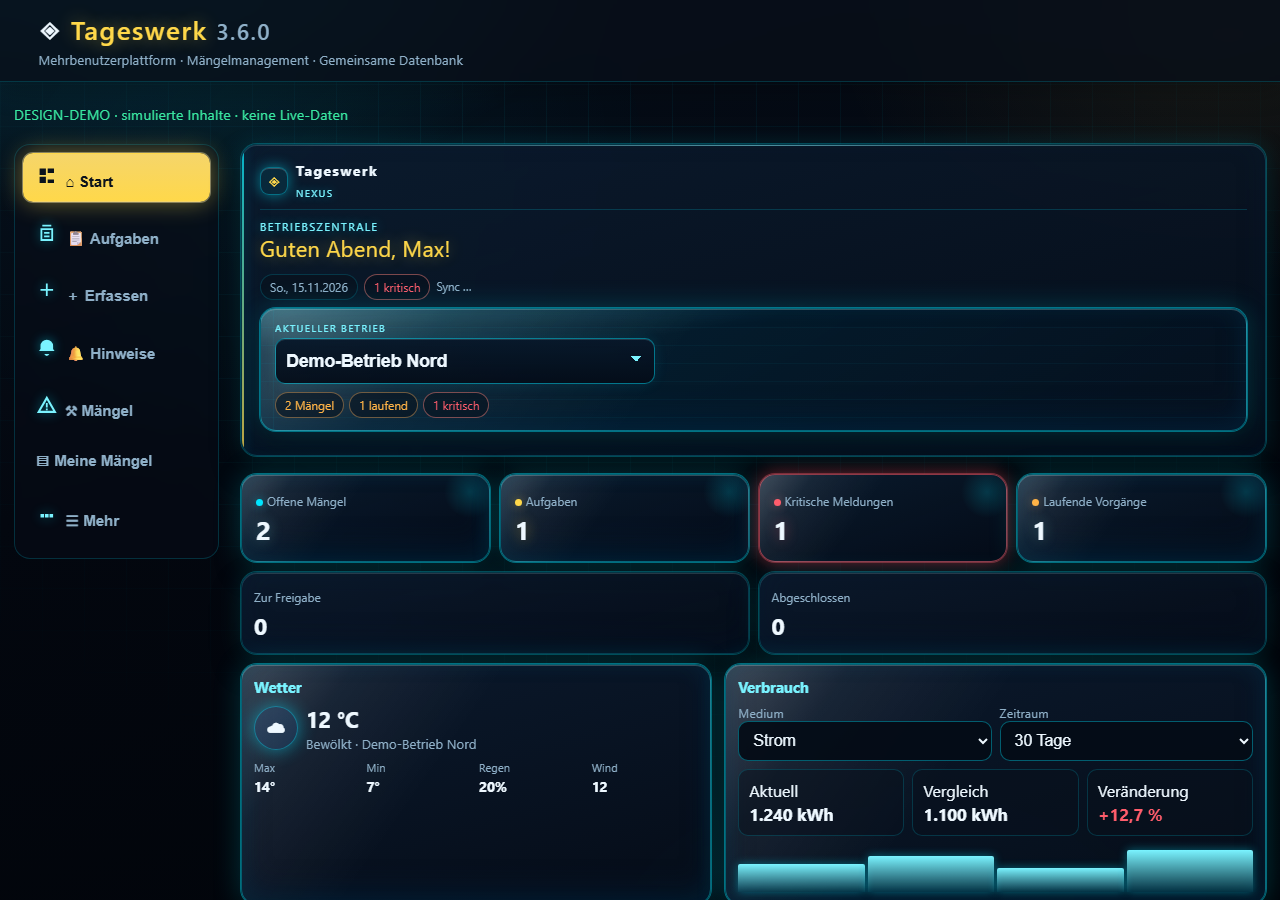 Tageswerk 3.6.0
Mehrbenutzerplattform · Mängelmanagement · Gemeinsame Datenbank
DESIGN-DEMO · simulierte Inhalte · keine Live-Daten
⌂ Start
📋 Aufgaben
+ Erfassen
🔔 Hinweise
⚒ Mängel
▤ Meine Mängel
☰ Mehr
Tageswerk
NEXUS
BETRIEBSZENTRALE
Guten Abend, Max!
So., 15.11.2026 1 kritisch Sync ...
AKTUELLER BETRIEB
Demo-Betrieb Nord
2 Mängel 1 laufend 1 kritisch
Offene Mängel
2
Aufgaben
1
Kritische Meldungen
1
Laufende Vorgänge
1
Zur Freigabe
0
Abgeschlossen
0
Wetter
12 °C
Bewölkt · Demo-Betrieb Nord
Max Min Regen Wind
14° 7° 20% 12
Verbrauch
Medium Zeitraum
Strom 30 Tage
Aktuell
1.240 kWh
Vergleich
1.100 kWh
Veränderung
+12,7 %